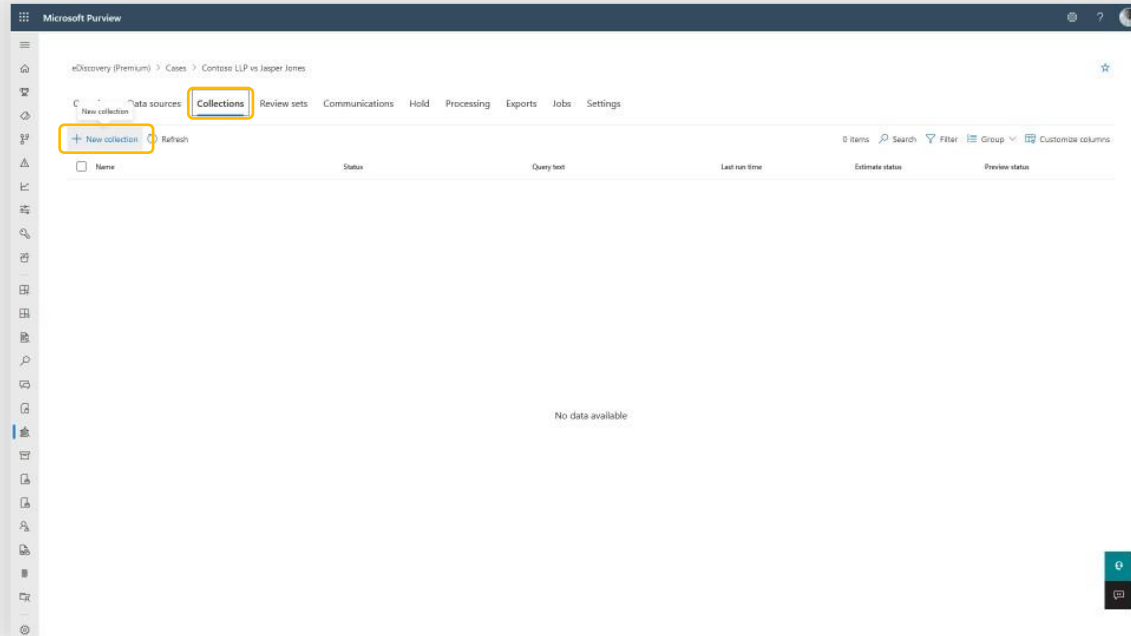 Microsoft Purview
?
eDiscovery (Premium) > Cases > Contoso LLP vs Jasper Jones
Data sources Collections Review sets Communications Hold Processing Exports Jobs Settings
New collection
+ New collection Refresh 0 items Search Filter Group Customize columns
Name Status Query text Last run time Estimate status Preview status
No data available